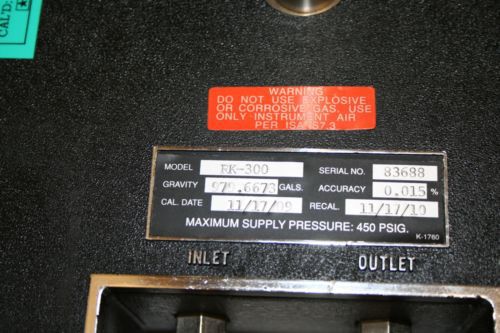 CAL'D:
WARNING
DO NOT USE EXPLOSIVE
OR CORROSIVE GAS. USE
ONLY INSTRUMENT AIR
PER ISA-S7.3
MODEL RK-300 SERIAL NO. 83688
GRAVITY 979.6673 GALS. ACCURACY 0.015 %
CAL. DATE 11/17/09 RECAL. 11/17/10
MAXIMUM SUPPLY PRESSURE: 450 PSIG.
K-1760
INLET OUTLET